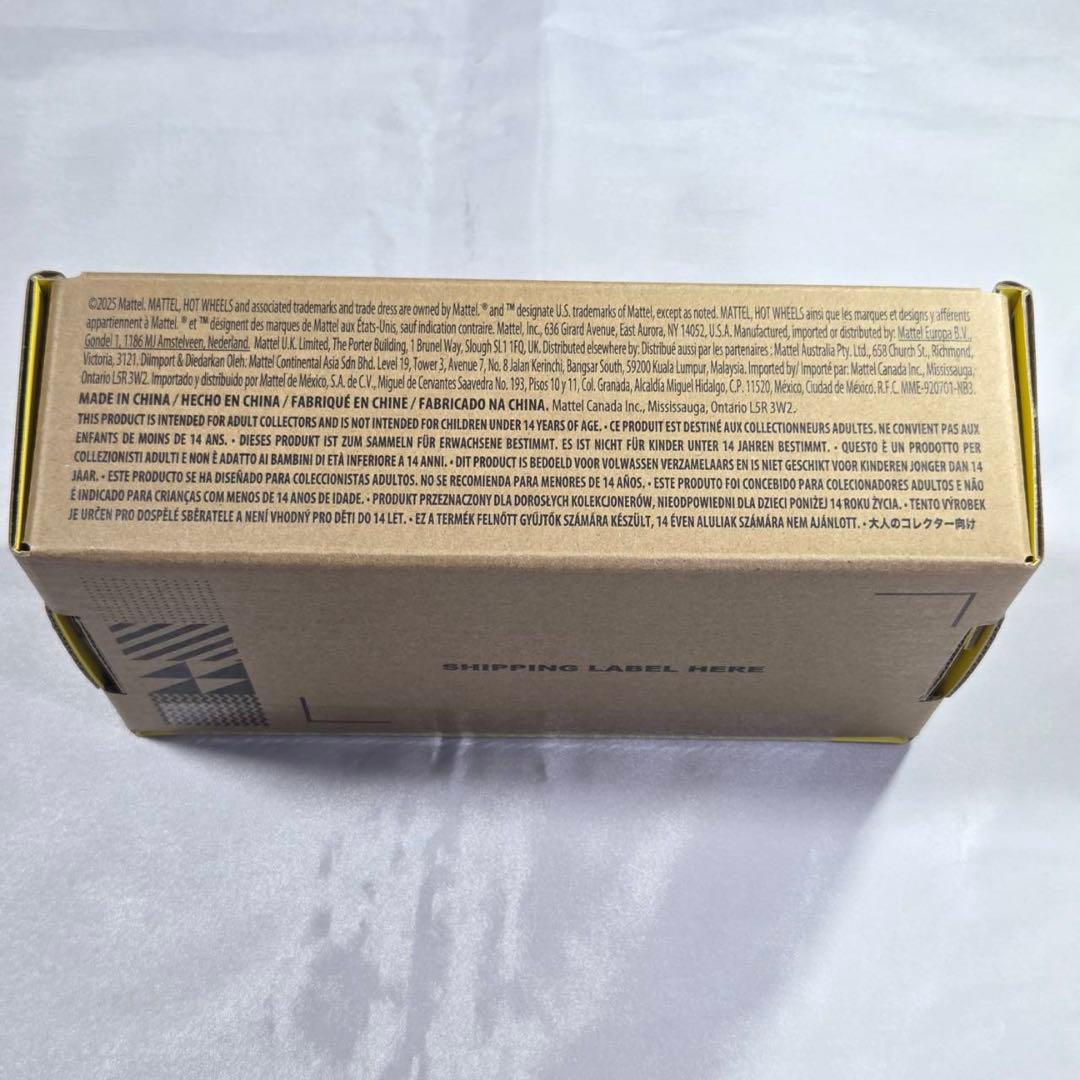 ©2025 Mattel. MATTEL, HOT WHEELS and associated trademarks and trade dress are owned by Mattel. ® and ™ designate U.S. trademarks of Mattel, except as noted. MATTEL, HOT WHEELS ainsi que les marques et designs y afférents
appartiennent à Mattel. ® et ™ désignent des marques de Mattel aux États-Unis, sauf indication contraire. Mattel, Inc., 636 Girard Avenue, East Aurora, NY 14052, U.S.A. Manufactured, imported or distributed by: Mattel Europa B.V.,
Gondel 1, 1186 MJ Amstelveen, Nederland. Mattel U.K. Limited, The Porter Building, 1 Brunel Way, Slough SL1 1FQ, UK. Distributed elsewhere by: Distribué aussi par les partenaires : Mattel Australia Pty. Ltd., 658 Church St., Richmond,
Victoria, 3121. Diimport & Diedarkan Oleh: Mattel Continental Asia Sdn Bhd. Level 19, Tower 3, Avenue 7, No. 8 Jalan Kerinchi, Bangsar South, 59200 Kuala Lumpur, Malaysia. Imported by/ Importé par: Mattel Canada Inc., Mississauga,
Ontario L5R 3W2. Importado y distribuido por Mattel de México, S.A. de C.V., Miguel de Cervantes Saavedra No. 193, Pisos 10 y 11, Col. Granada, Alcaldía Miguel Hidalgo, C.P. 11520, México, Ciudad de México. R.F.C. MME-920701-NB3.
MADE IN CHINA / HECHO EN CHINA / FABRIQUÉ EN CHINE / FABRICADO NA CHINA. Mattel Canada Inc., Mississauga, Ontario L5R 3W2.
THIS PRODUCT IS INTENDED FOR ADULT COLLECTORS AND IS NOT INTENDED FOR CHILDREN UNDER 14 YEARS OF AGE. • CE PRODUIT EST DESTINÉ AUX COLLECTIONNEURS ADULTES. NE CONVIENT PAS AUX
ENFANTS DE MOINS DE 14 ANS. • DIESES PRODUKT IST ZUM SAMMELN FÜR ERWACHSENE BESTIMMT. ES IST NICHT FÜR KINDER UNTER 14 JAHREN BESTIMMT. • QUESTO È UN PRODOTTO PER
COLLEZIONISTI ADULTI E NON È ADATTO AI BAMBINI DI ETÀ INFERIORE A 14 ANNI. • DIT PRODUCT IS BEDOELD VOOR VOLWASSEN VERZAMELAARS EN IS NIET GESCHIKT VOOR KINDEREN JONGER DAN 14
JAAR. • ESTE PRODUCTO SE HA DISEÑADO PARA COLECCIONISTAS ADULTOS. NO SE RECOMIENDA PARA MENORES DE 14 AÑOS. • ESTE PRODUTO FOI CONCEBIDO PARA COLECIONADORES ADULTOS E NÃO
É INDICADO PARA CRIANÇAS COM MENOS DE 14 ANOS DE IDADE. • PRODUKT PRZEZNACZONY DLA DOROSŁYCH KOLEKCJONERÓW, NIEODPOWIEDNI DLA DZIECI PONIŻEJ 14 ROKU ŻYCIA. • TENTO VÝROBEK
JE URČEN PRO DOSPĚLÉ SBĚRATELE A NENÍ VHODNÝ PRO DĚTI DO 14 LET. • EZ A TERMÉK FELNŐTT GYŰJTŐK SZÁMÁRA KÉSZÜLT, 14 ÉVEN ALULIAK SZÁMÁRA NEM AJÁNLOTT. • 大人のコレクター向け
SHIPPING LABEL HERE